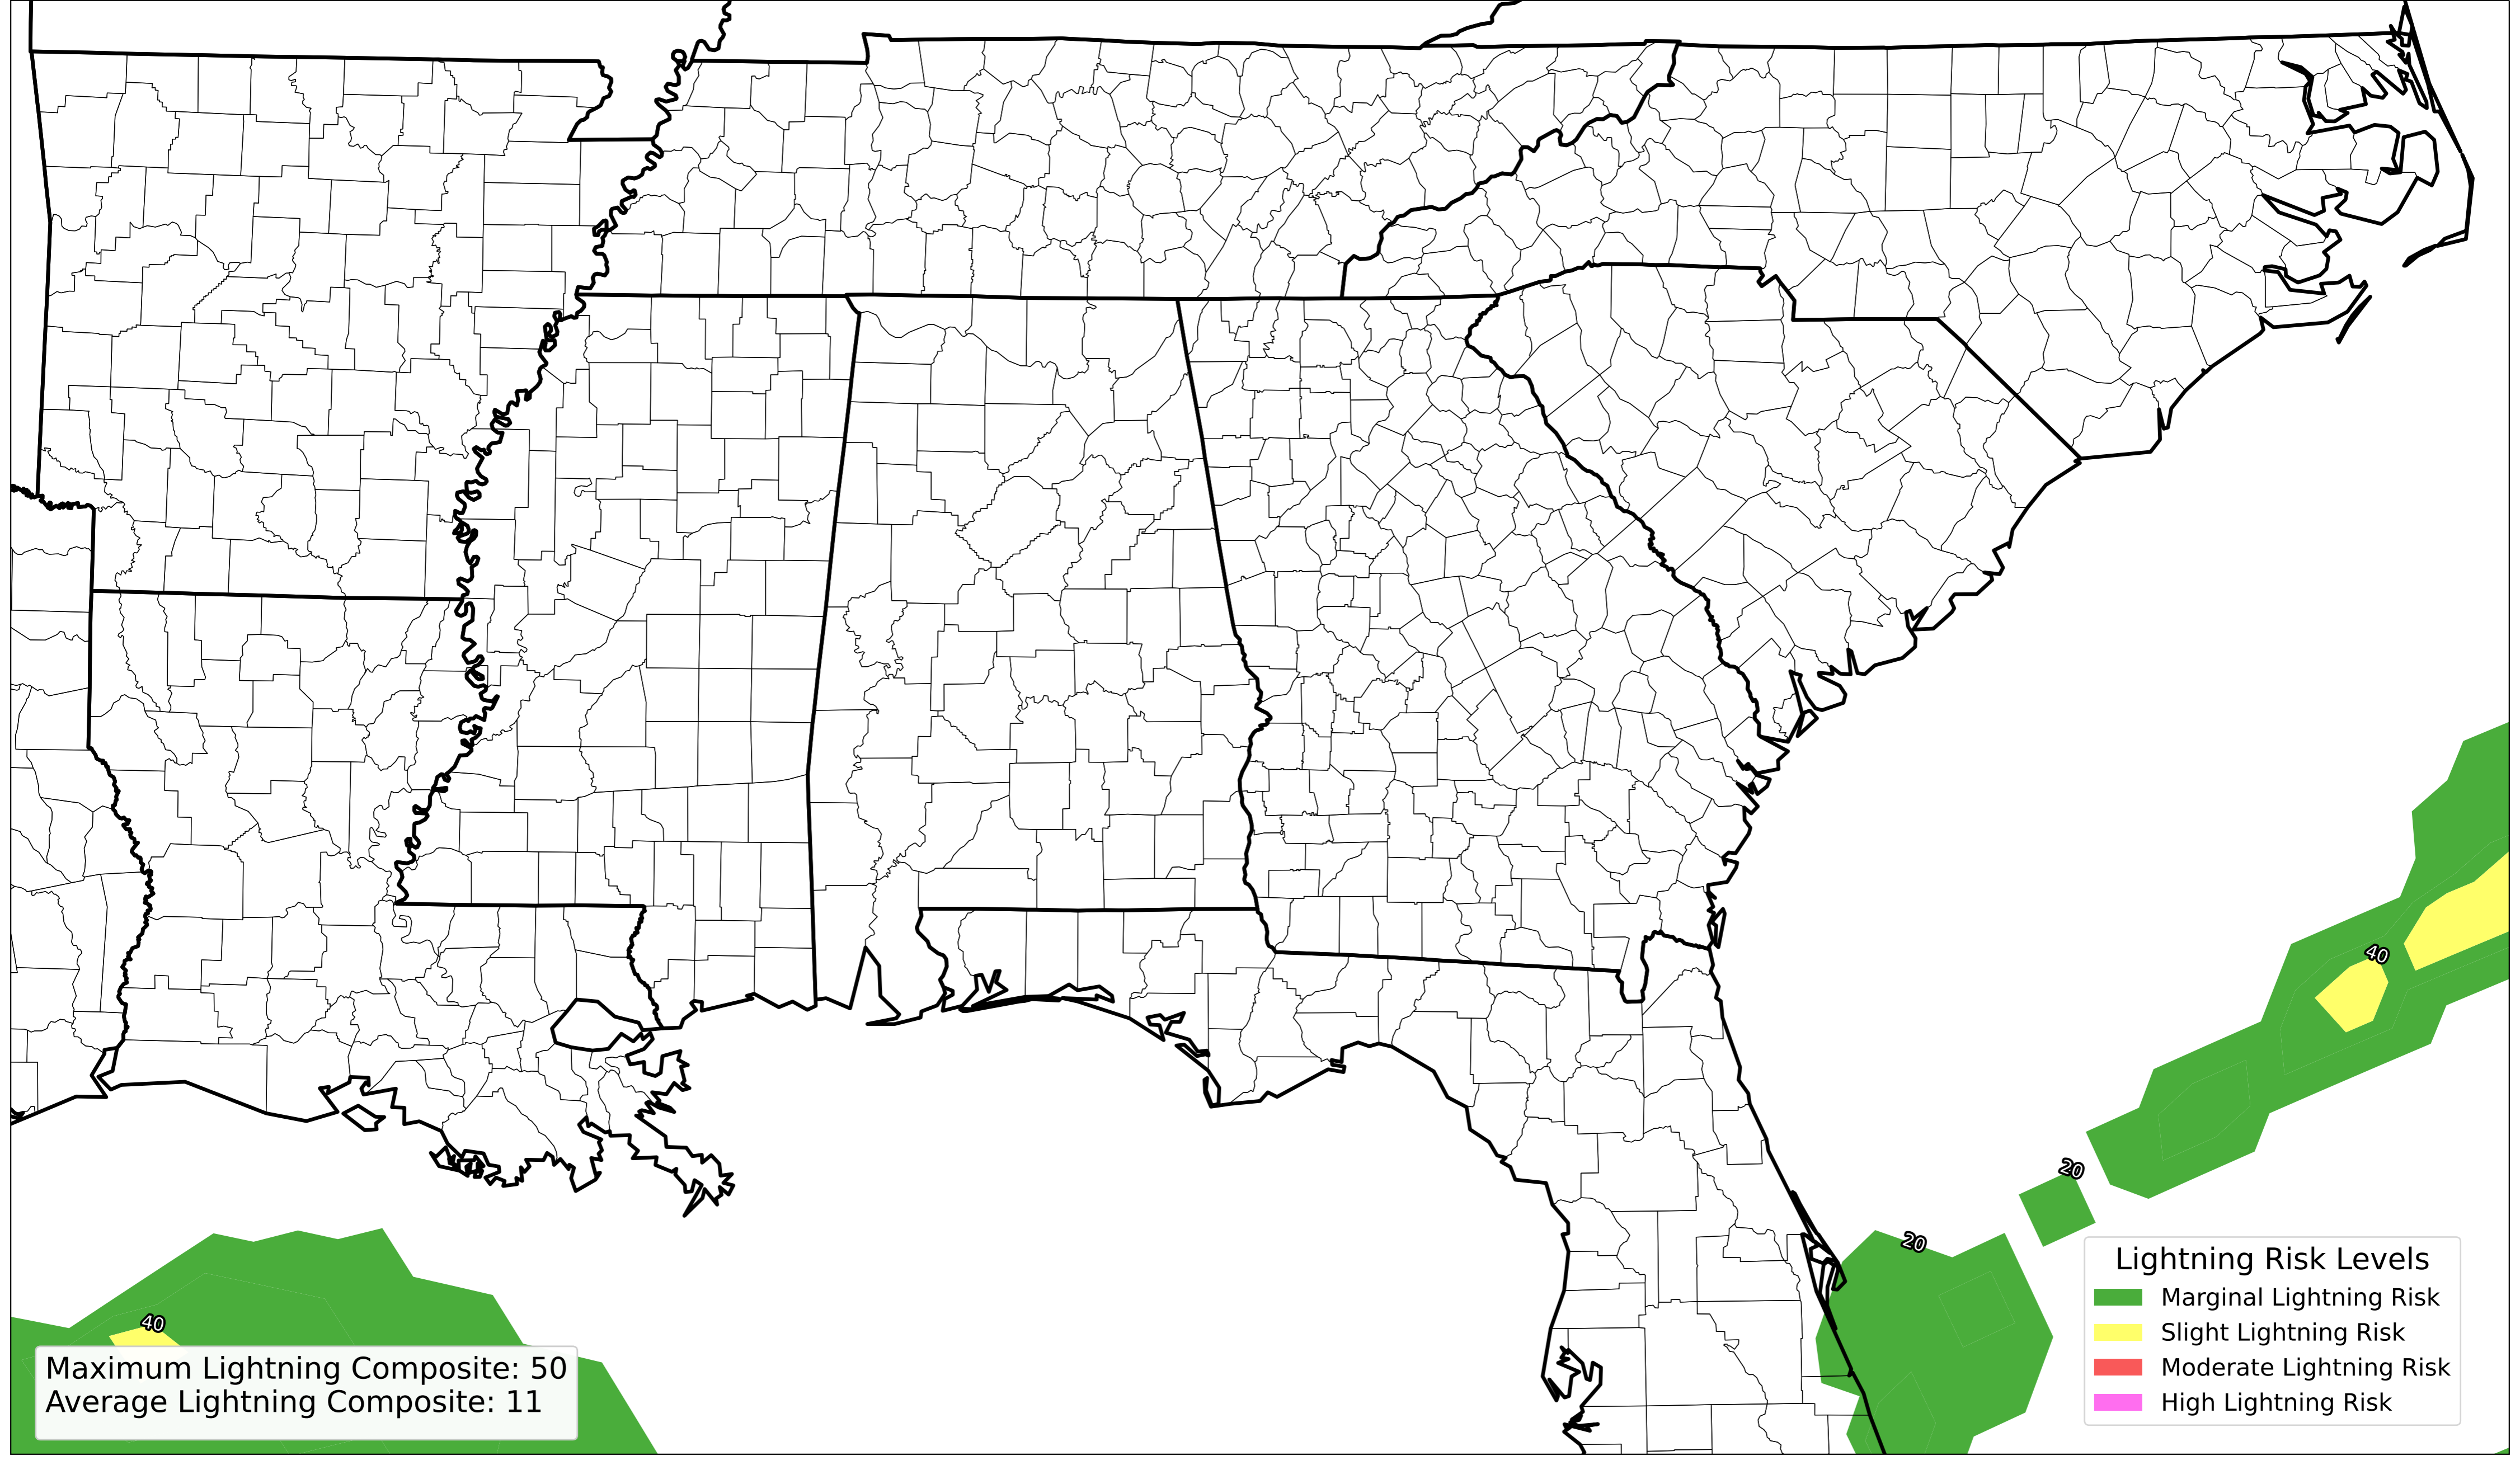 40
20
20
40
Maximum Lightning Composite: 50
Average Lightning Composite: 11
Lightning Risk Levels
Marginal Lightning Risk
Slight Lightning Risk
Moderate Lightning Risk
High Lightning Risk